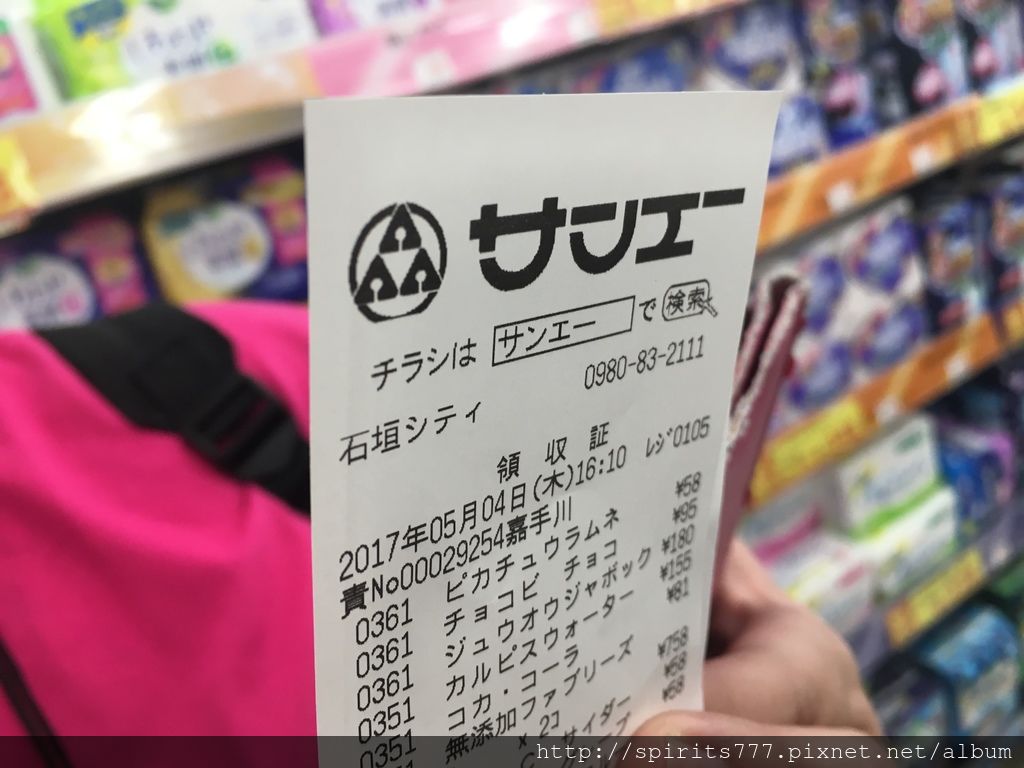 サンエー
チラシは サンエー で 検索
0980-83-2111
石垣シティ
領収証
2017年05月04日(木)16:10 レジ0105
責No00029254嘉手川
0361 ピカチュウラムネ ¥58
0361 チョコビ チョコ ¥95
0361 ジュウオウジャボック ¥180
0351 カルピスウォーター ¥155
0351 コカ・コーラ ¥81
無添加ファブリーズ
× 2コ ¥758
サイダー ¥58
¥58
http://spirits777.pixnet.net/album